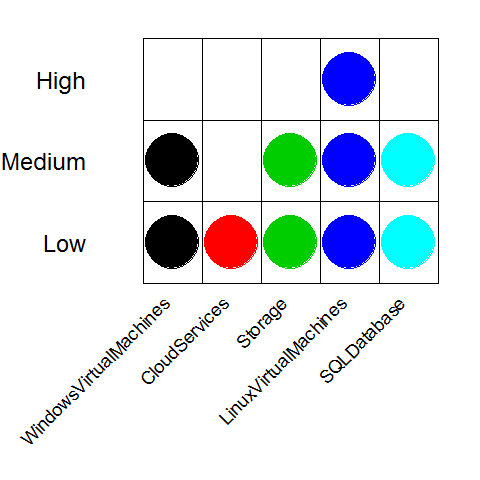 High
Medium
Low
WindowsVirtualMachines
CloudServices
Storage
LinuxVirtualMachines
SQLDatabase